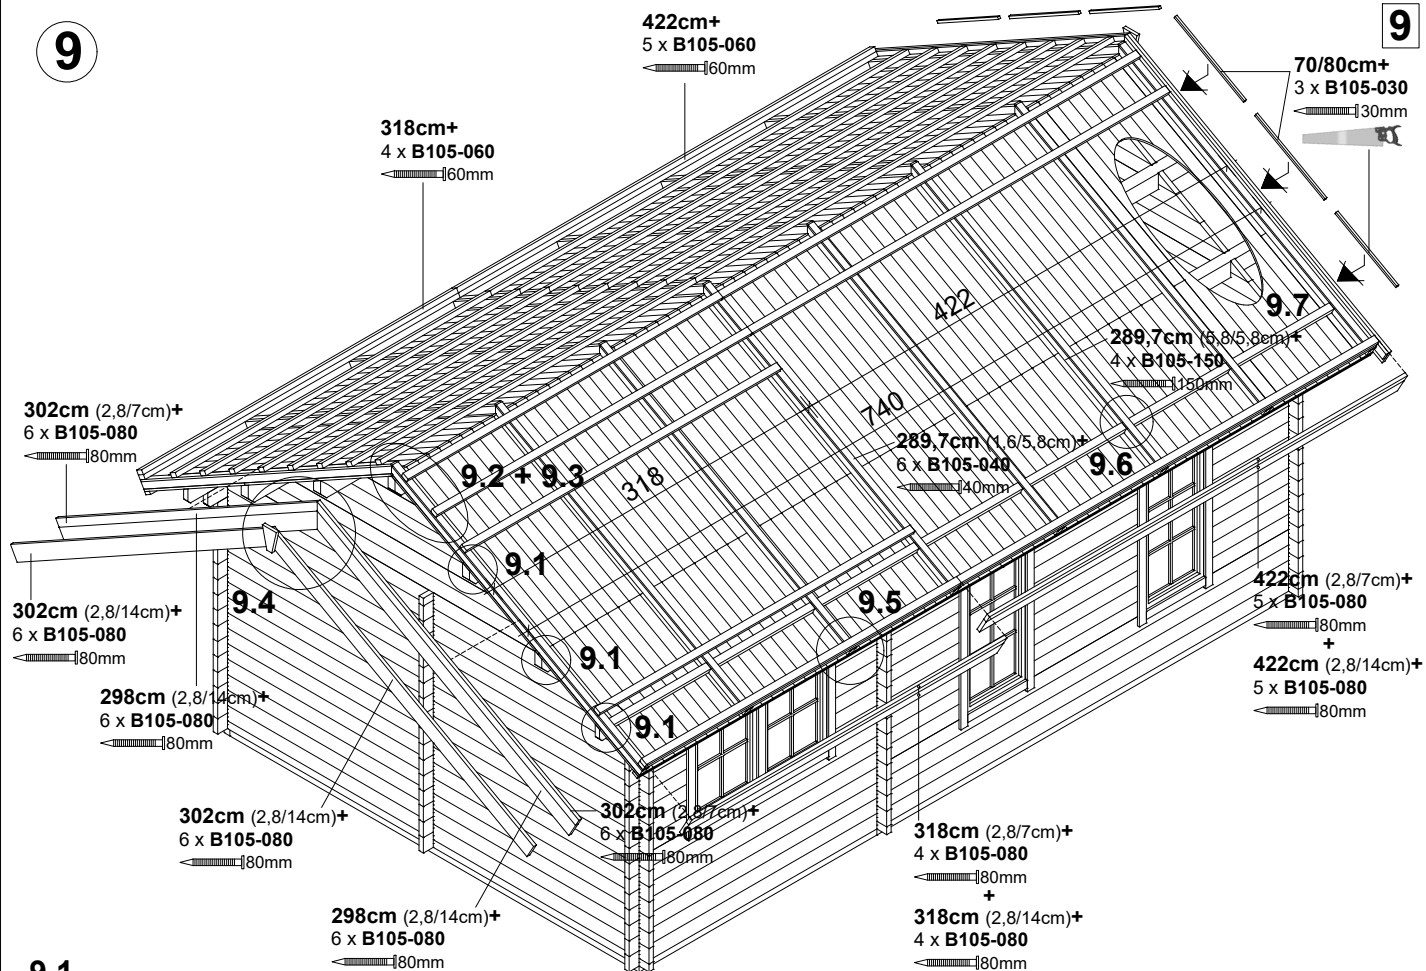 9
9
422cm+
5 x B105-060
60mm
70/80cm+
3 x B105-030
30mm
318cm+
4 x B105-060
60mm
422
9.7
289,7cm (5,8/5,8cm)+
4 x B105-150
150mm
302cm (2,8/7cm)+
6 x B105-080
80mm
740
289,7cm (1,6/5,8cm)+
6 x B105-040
40mm
9.6
9.2 + 9.3
318
9.1
302cm (2,8/14cm)+
6 x B105-080
80mm
9.4
9.5
422cm (2,8/7cm)+
5 x B105-080
80mm
+
422cm (2,8/14cm)+
5 x B105-080
80mm
9.1
298cm (2,8/14cm)+
6 x B105-080
80mm
9.1
302cm (2,8/14cm)+
6 x B105-080
80mm
302cm (2,8/7cm)+
6 x B105-080
80mm
318cm (2,8/7cm)+
4 x B105-080
80mm
+
318cm (2,8/14cm)+
4 x B105-080
80mm
298cm (2,8/14cm)+
6 x B105-080
80mm
9.1